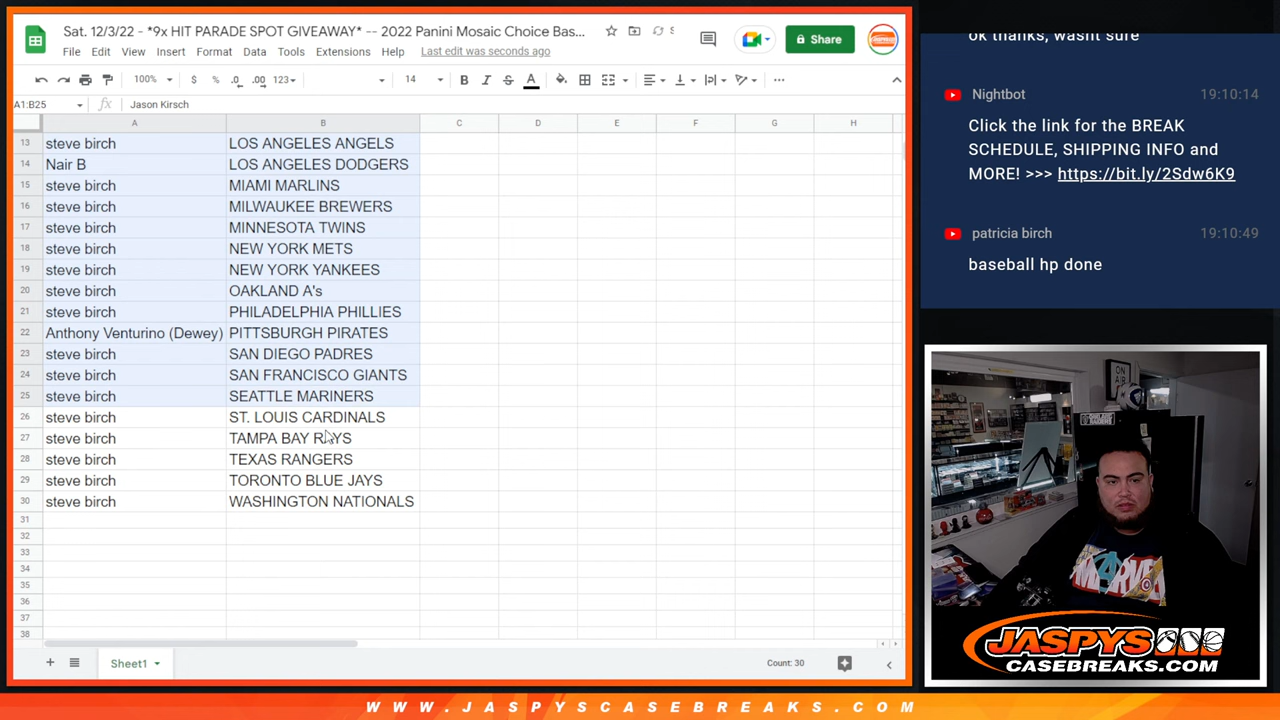 Sat. 12/3/22 - *9x HIT PARADE SPOT GIVEAWAY* -- 2022 Panini Mosaic Choice Bas...
Share
File Edit View Insert Format Data Tools Extensions Help Last edit was seconds ago
100% $ % .0 .00 123 14 B I S A
A1:B25 fx Jason Kirsch
A B C D E F G H
13 steve birch LOS ANGELES ANGELS
14 Nair B LOS ANGELES DODGERS
15 steve birch MIAMI MARLINS
16 steve birch MILWAUKEE BREWERS
17 steve birch MINNESOTA TWINS
18 steve birch NEW YORK METS
19 steve birch NEW YORK YANKEES
20 steve birch OAKLAND A's
21 steve birch PHILADELPHIA PHILLIES
22 Anthony Venturino (Dewey) PITTSBURGH PIRATES
23 steve birch SAN DIEGO PADRES
24 steve birch SAN FRANCISCO GIANTS
25 steve birch SEATTLE MARINERS
26 steve birch ST. LOUIS CARDINALS
27 steve birch TAMPA BAY RAYS
28 steve birch TEXAS RANGERS
29 steve birch TORONTO BLUE JAYS
30 steve birch WASHINGTON NATIONALS
31
32
33
34
35
36
37
38
Sheet1
Count: 30
ok thanks, wasnt sure
Nightbot 19:10:14
Click the link for the BREAK
SCHEDULE, SHIPPING INFO and
MORE! >>> https://bit.ly/2Sdw6K9
patricia birch 19:10:49
baseball hp done
ON
AIR
MARVEL
JASPYS
CASEBREAKS.COM
WWW.JASPYSCASEBREAKS.COM